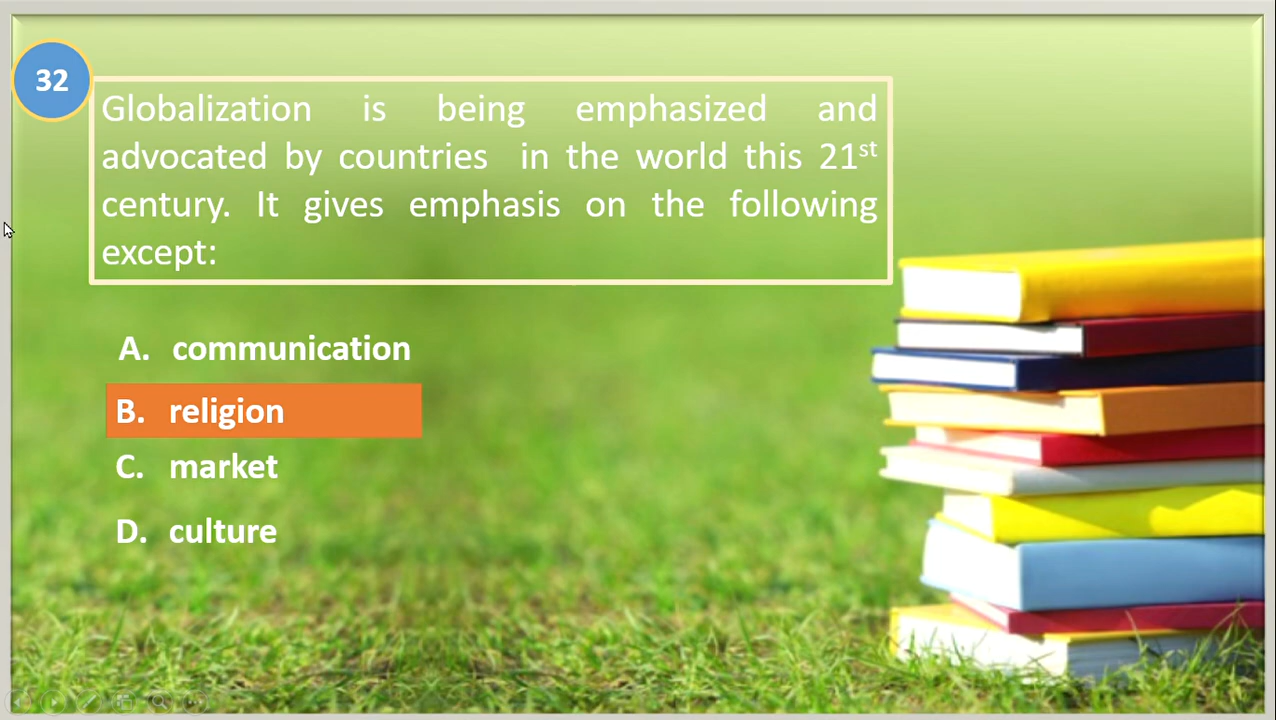 32
Globalization is being emphasized and
advocated by countries in the world this 21st
century. It gives emphasis on the following
except:
A. communication
B. religion
C. market
D. culture